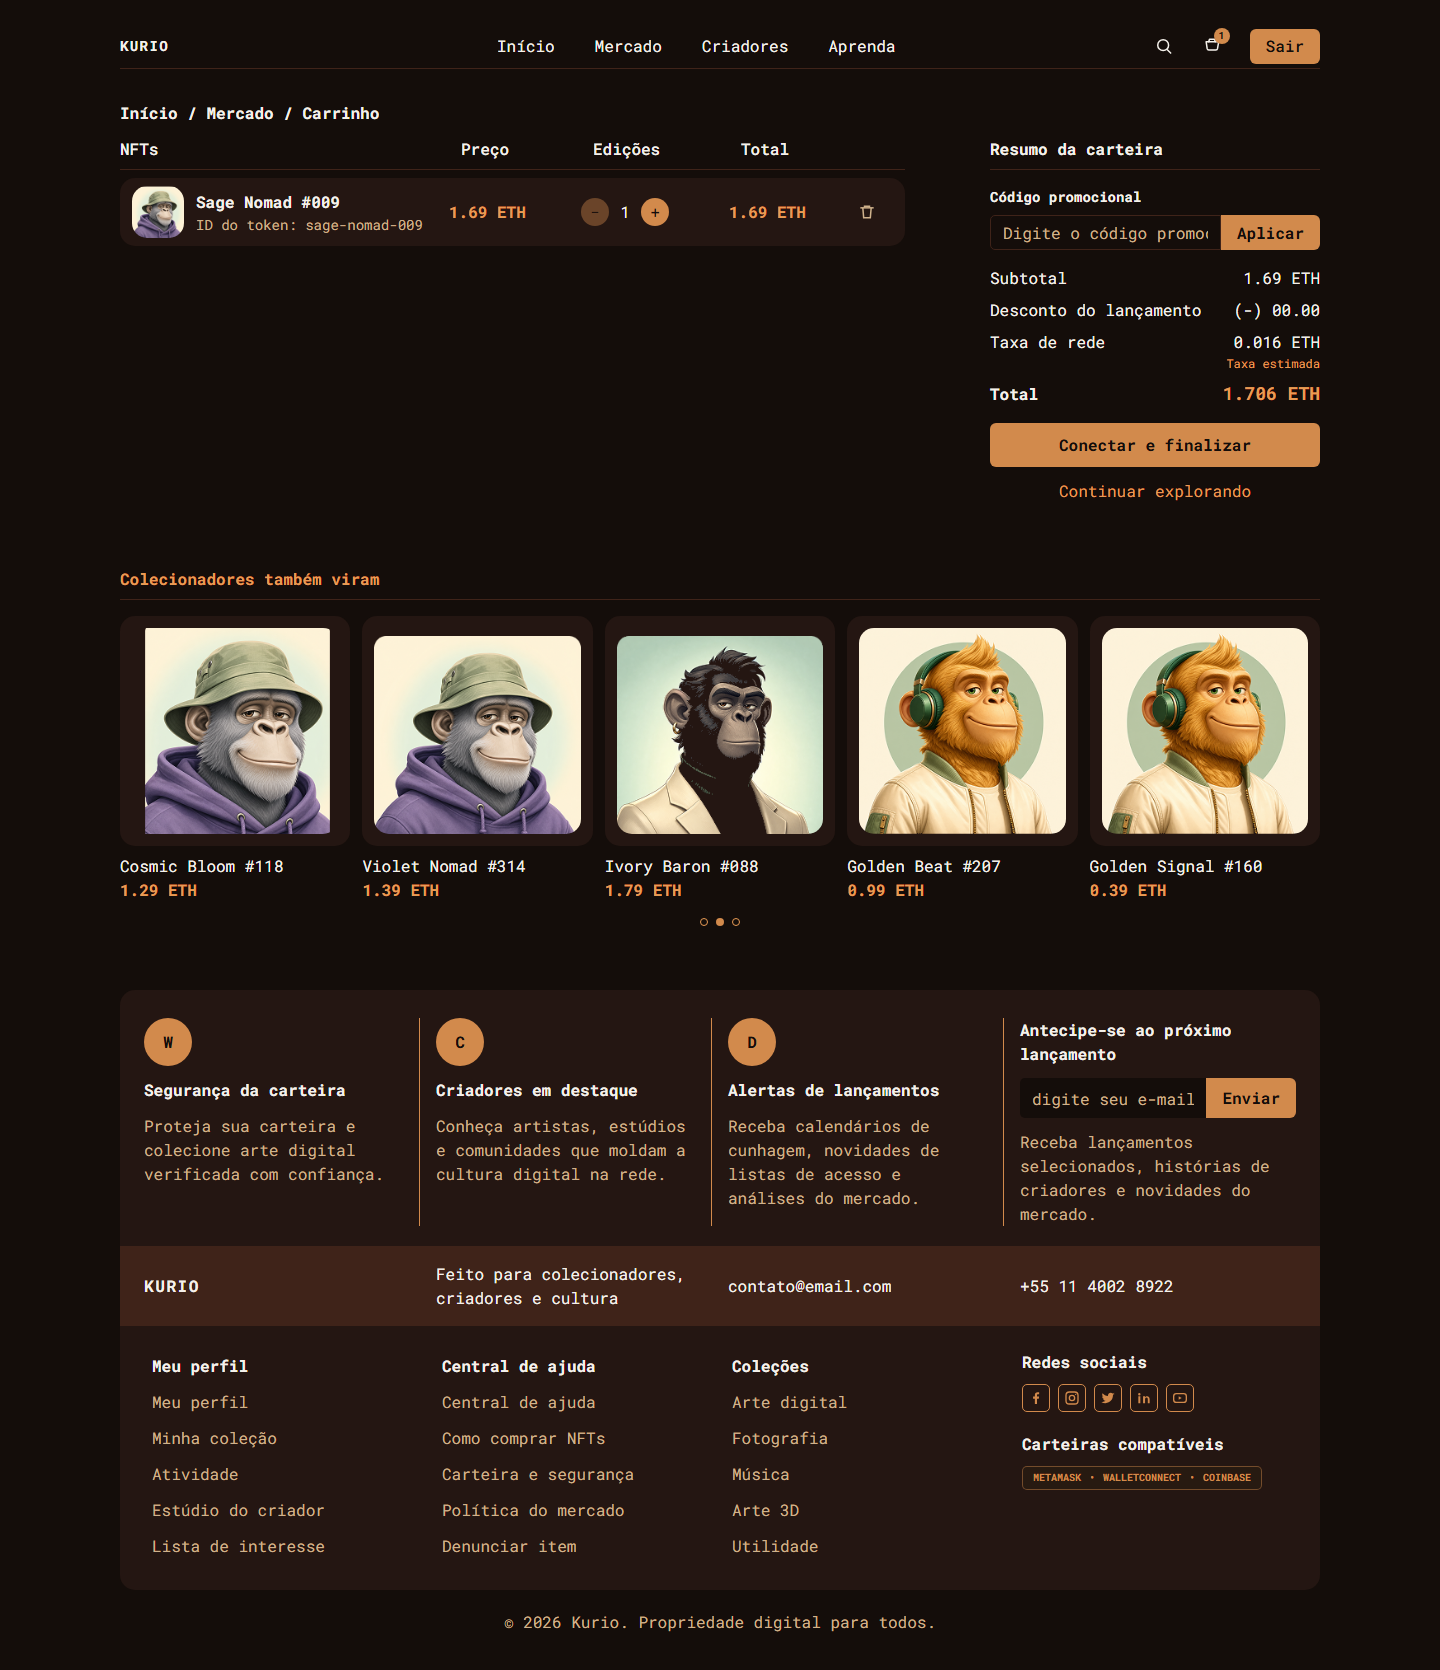 KURIO
Início Mercado Criadores Aprenda
1
Sair
Início / Mercado / Carrinho
NFTs Preço Edições Total
Sage Nomad #009
ID do token: sage-nomad-009
1.69 ETH
− 1 +
1.69 ETH
Resumo da carteira
Código promocional
Digite o código promo
Aplicar
Subtotal 1.69 ETH
Desconto do lançamento (-) 00.00
Taxa de rede 0.016 ETH
Taxa estimada
Total 1.706 ETH
Conectar e finalizar
Continuar explorando
Colecionadores também viram
Cosmic Bloom #118
1.29 ETH
Violet Nomad #314
1.39 ETH
Ivory Baron #088
1.79 ETH
Golden Beat #207
0.99 ETH
Golden Signal #160
0.39 ETH
W
Segurança da carteira
Proteja sua carteira e
colecione arte digital
verificada com confiança.
C
Criadores em destaque
Conheça artistas, estúdios
e comunidades que moldam a
cultura digital na rede.
D
Alertas de lançamentos
Receba calendários de
cunhagem, novidades de
listas de acesso e
análises do mercado.
Antecipe-se ao próximo
lançamento
digite seu e-mail
Enviar
Receba lançamentos
selecionados, histórias de
criadores e novidades do
mercado.
KURIO
Feito para colecionadores,
criadores e cultura
contato@email.com
+55 11 4002 8922
Meu perfil
Meu perfil
Minha coleção
Atividade
Estúdio do criador
Lista de interesse
Central de ajuda
Central de ajuda
Como comprar NFTs
Carteira e segurança
Política do mercado
Denunciar item
Coleções
Arte digital
Fotografia
Música
Arte 3D
Utilidade
Redes sociais
Carteiras compatíveis
METAMASK • WALLETCONNECT • COINBASE
© 2026 Kurio. Propriedade digital para todos.